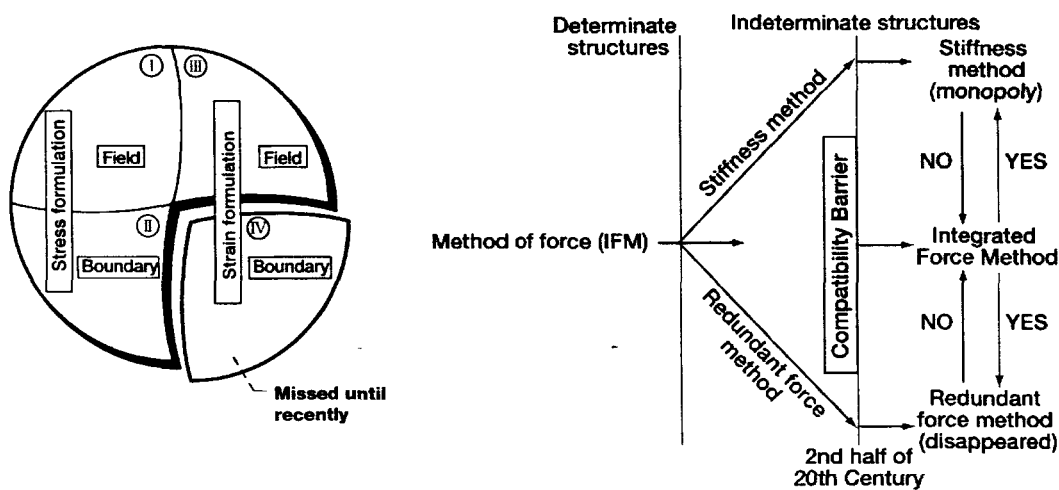 I
III
Field
Field
Stress formulation
Strain formulation
II
IV
Boundary
Boundary
Missed until
recently
Determinate
structures
Indeterminate structures
Stiffness
method
(monopoly)
Stiffness method
NO
YES
Compatibility Barrier
Method of force (IFM)
Integrated
Force Method
NO
YES
Redundant force
method
Redundant
force method
(disappeared)
2nd half of
20th Century